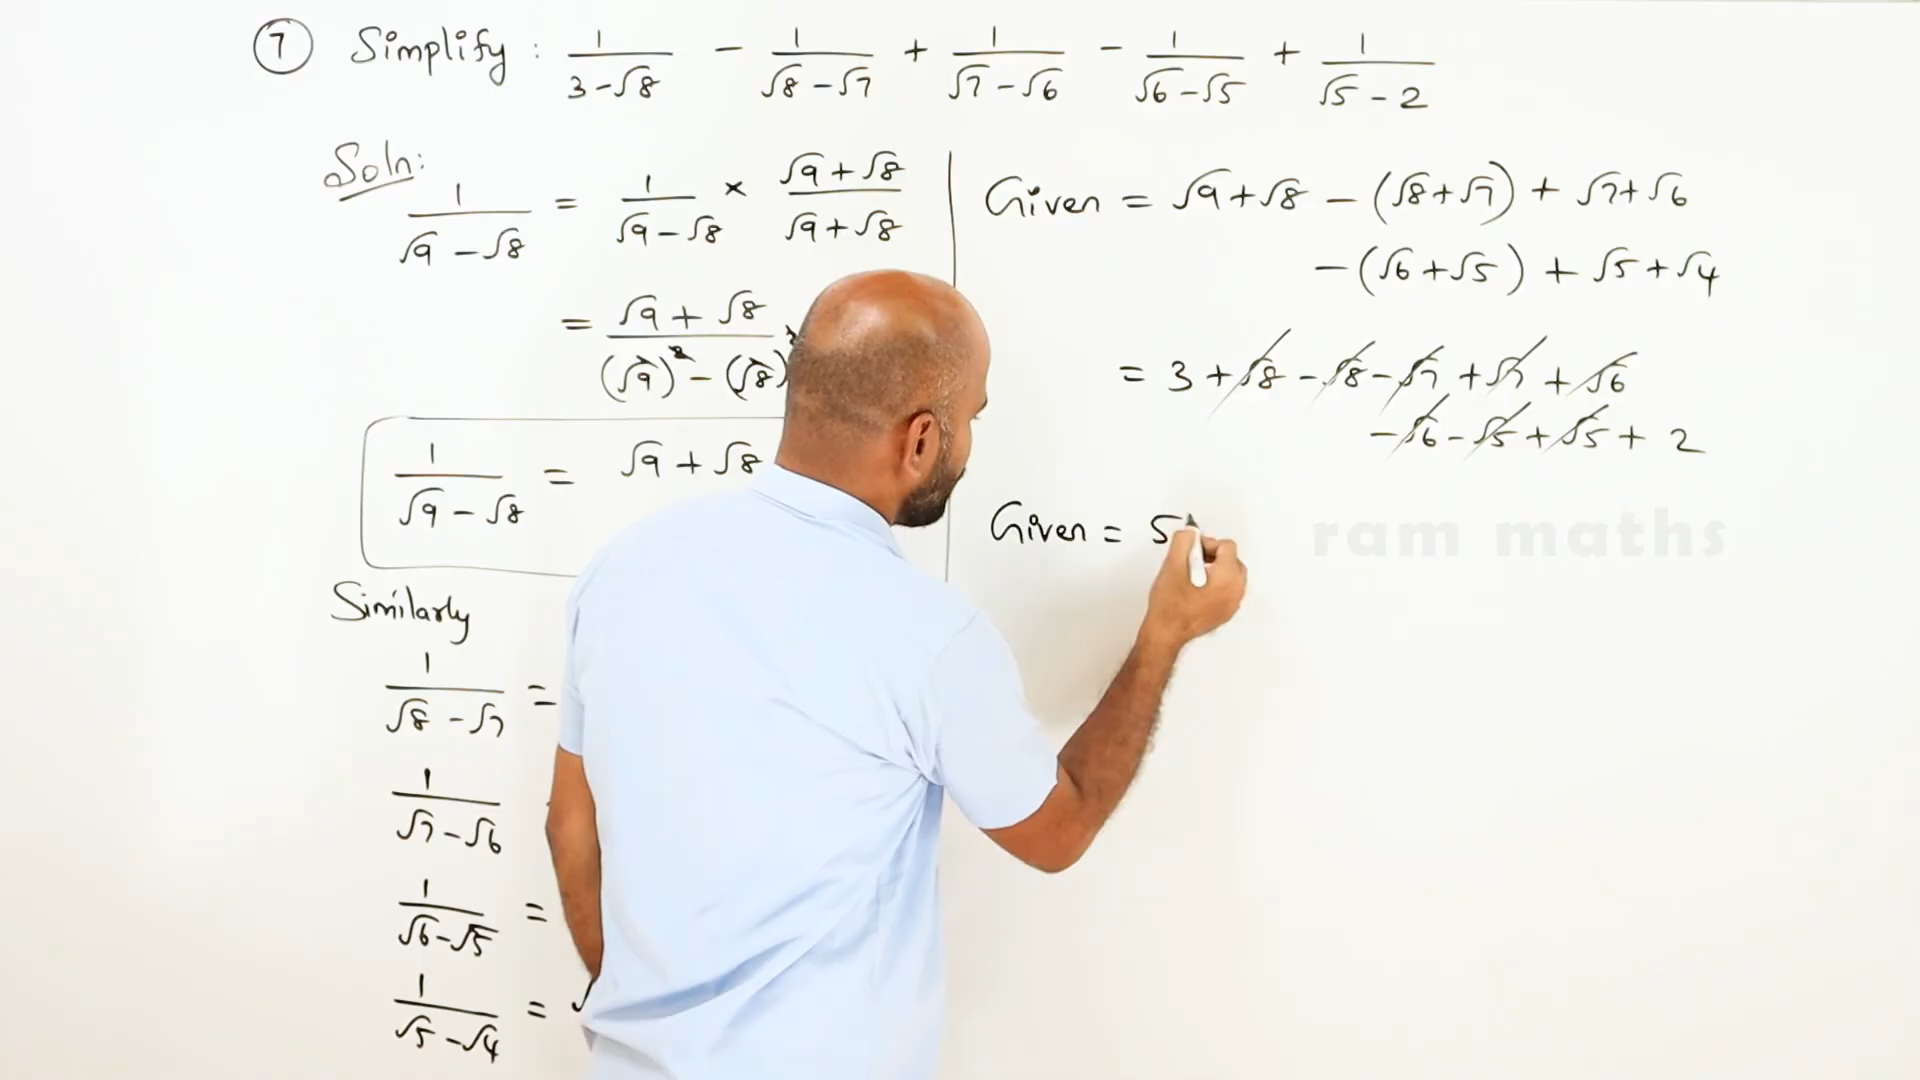 7 Simplify : 1/(3 - √8) - 1/(√8 - √7) + 1/(√7 - √6) - 1/(√6 - √5) + 1/(√5 - 2)
Soln:
1/(√9 - √8) = 1/(√9 - √8) × (√9 + √8)/(√9 + √8)
= (√9 + √8)/((√9)² - (√8)
1/(√9 - √8) = √9 + √8
Similarly
1/(√8 - √7) =
1/(√7 - √6)
1/(√6 - √5) =
1/(√5 - √4) = √
Given = √9 + √8 - (√8 + √7) + √7 + √6
- (√6 + √5) + √5 + √4
= 3 + √8 - √8 - √7 + √7 + √6
- √6 - √5 + √5 + 2
Given = 5
ram maths